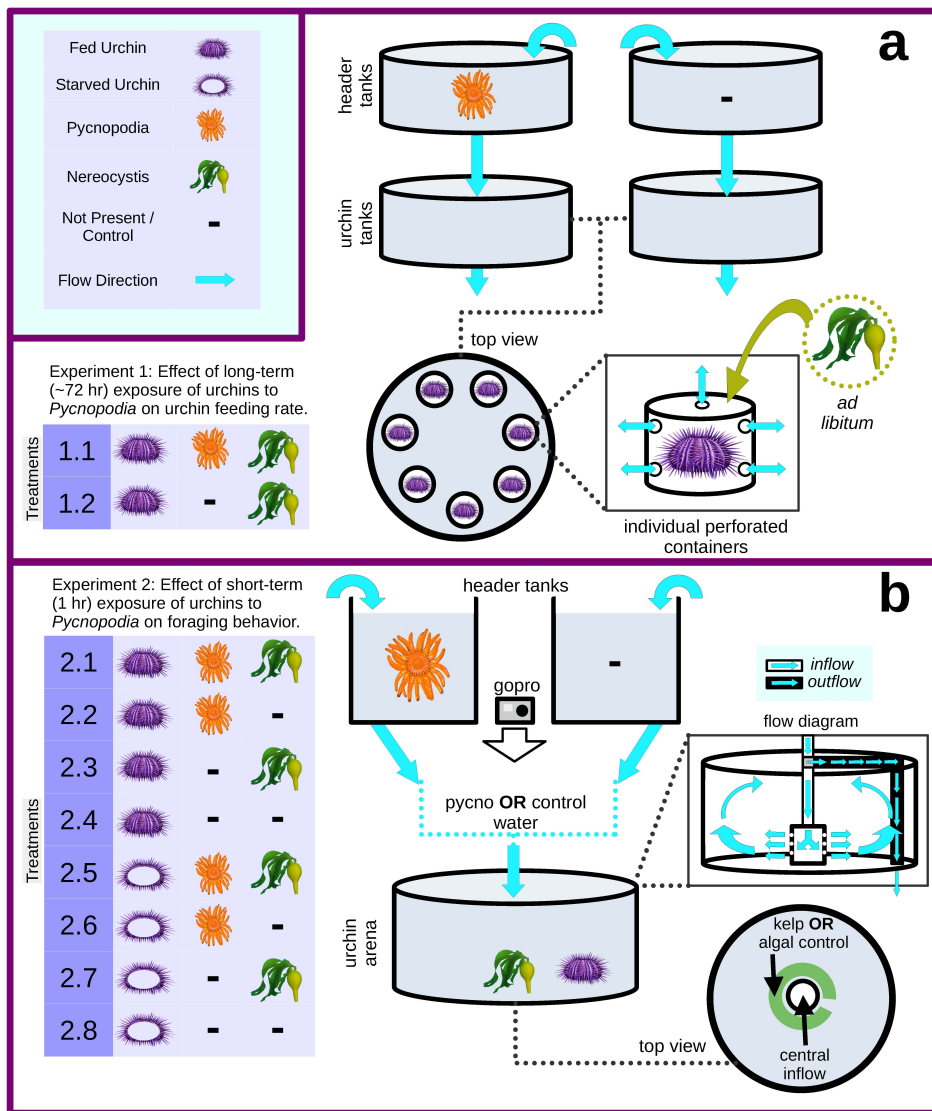 Fed Urchin
Starved Urchin
Pycnopodia
Nereocystis
Not Present /
Control
-
Flow Direction
a
header
tanks
-
urchin
tanks
top view
ad
libitum
individual perforated
containers
Experiment 1: Effect of long-term
(~72 hr) exposure of urchins to
Pycnopodia on urchin feeding rate.
Treatments
1.1
1.2 -
b
Experiment 2: Effect of short-term
(1 hr) exposure of urchins to
Pycnopodia on foraging behavior.
Treatments
2.1
2.2 -
2.3 -
2.4 - -
2.5
2.6 -
2.7 -
2.8 - -
header tanks
-
gopro
pycno OR control
water
urchin
arena
inflow
outflow
flow diagram
kelp OR
algal control
central
inflow
top view